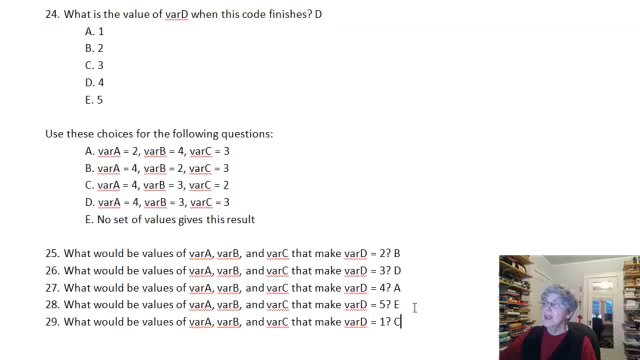 24. What is the value of varD when this code finishes? D
A. 1
B. 2
C. 3
D. 4
E. 5
Use these choices for the following questions:
A. varA = 2, varB = 4, varC = 3
B. varA = 4, varB = 2, varC = 3
C. varA = 4, varB = 3, varC = 2
D. varA = 4, varB = 3, varC = 3
E. No set of values gives this result
25. What would be values of varA, varB, and varC that make varD = 2? B
26. What would be values of varA, varB, and varC that make varD = 3? D
27. What would be values of varA, varB, and varC that make varD = 4? A
28. What would be values of varA, varB, and varC that make varD = 5? E
29. What would be values of varA, varB, and varC that make varD = 1? C